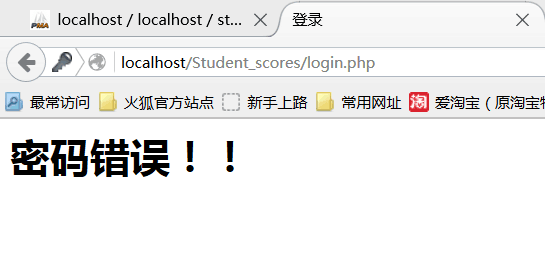 localhost / localhost / st...
登录
localhost/Student_scores/login.php
最常访问 火狐官方站点 新手上路 常用网址 爱淘宝（原淘宝特
密码错误！！